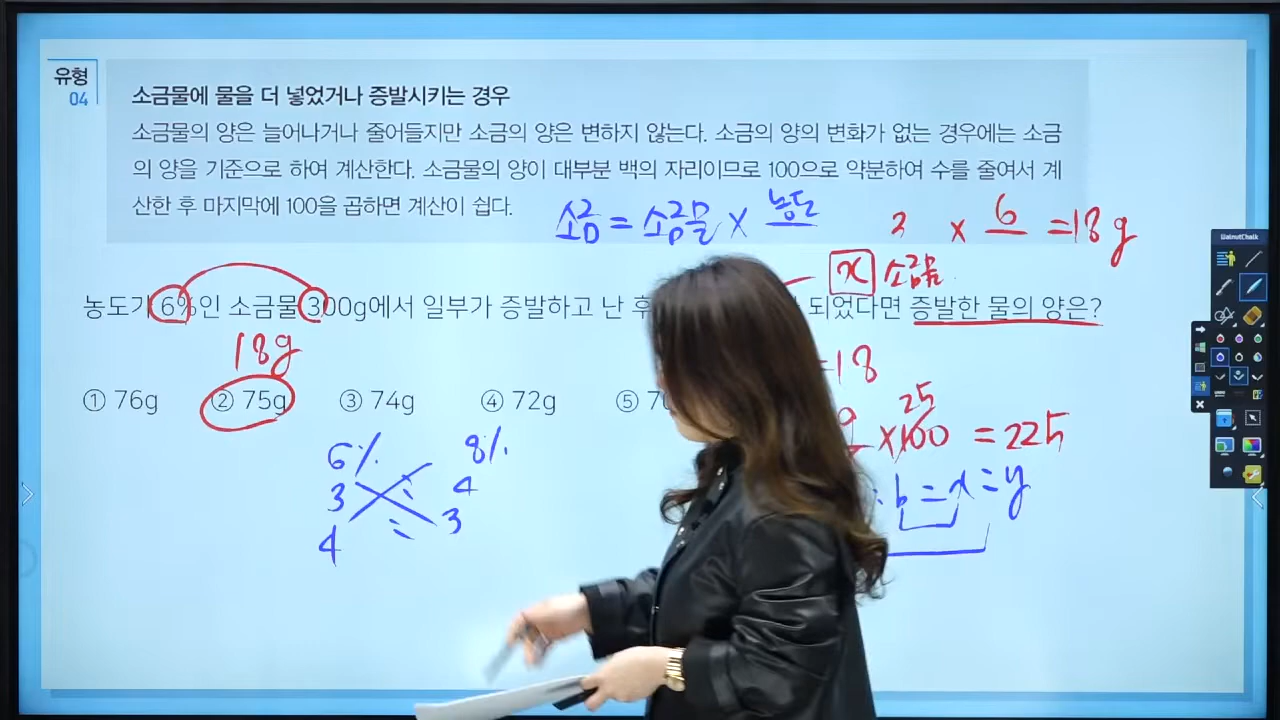 유형
04
소금물에 물을 더 넣었거나 증발시키는 경우
소금물의 양은 늘어나거나 줄어들지만 소금의 양은 변하지 않는다. 소금의 양의 변화가 없는 경우에는 소금
의 양을 기준으로 하여 계산한다. 소금물의 양이 대부분 백의 자리이므로 100으로 약분하여 수를 줄여서 계
산한 후 마지막에 100을 곱하면 계산이 쉽다.
소금 = 소금물 × 농도
× 6 = 18g
x 소금물
농도가 6%인 소금물 300g에서 일부가 증발하고 난 후 되었다면 증발한 물의 양은?
18g
=18
① 76g ② 75g ③ 74g ④ 72g ⑤ 70
25
×100 = 225
6% 8%
3 : 4
4 : 3
: b = x : y
WalnutChalk